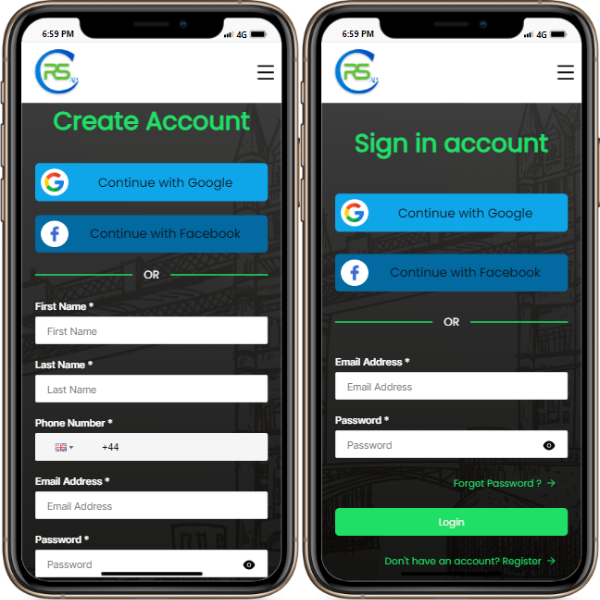 6:59 PM
4G
RS
V.1
Create Account
Continue with Google
Continue with Facebook
OR
First Name *
First Name
Last Name *
Last Name
Phone Number *
+44
Email Address *
Email Address
Password *
Password
6:59 PM
4G
RS
V.1
Sign in account
Continue with Google
Continue with Facebook
OR
Email Address *
Email Address
Password *
Password
Forget Password ?
Login
Don't have an account? Register